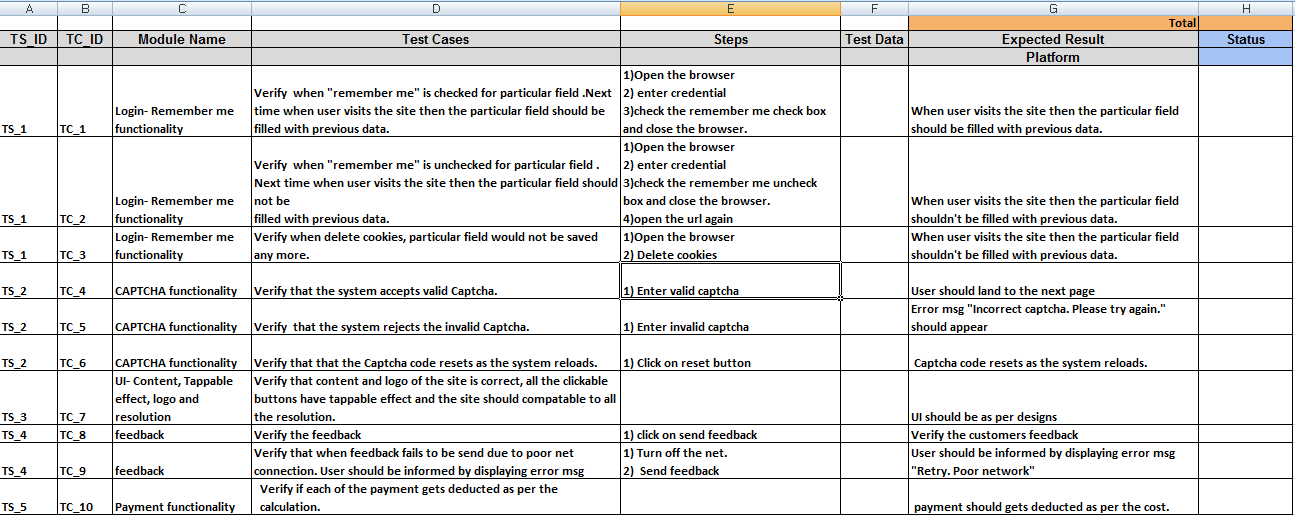 A B C D E F G H
Total
TS_ID TC_ID Module Name Test Cases Steps Test Data Expected Result Status
Platform
TS_1 TC_1
Login- Remember me
functionality
Verify when "remember me" is checked for particular field .Next
time when user visits the site then the particular field should be
filled with previous data.
1)Open the browser
2) enter credential
3)check the remember me check box
and close the browser.
When user visits the site then the particular field
should be filled with previous data.
TS_1 TC_2
Login- Remember me
functionality
Verify when "remember me" is unchecked for particular field .
Next time when user visits the site then the particular field should
not be
filled with previous data.
1)Open the browser
2) enter credential
3)check the remember me uncheck
box and close the browser.
4)open the url again
When user visits the site then the particular field
shouldn't be filled with previous data.
TS_1 TC_3
Login- Remember me
functionality
Verify when delete cookies, particular field would not be saved
any more.
1)Open the browser
2) Delete cookies
When user visits the site then the particular field
shouldn't be filled with previous data.
TS_2 TC_4 CAPTCHA functionality Verify that the system accepts valid Captcha. 1) Enter valid captcha User should land to the next page
TS_2 TC_5 CAPTCHA functionality Verify that the system rejects the invalid Captcha. 1) Enter invalid captcha
Error msg "Incorrect captcha. Please try again."
should appear
TS_2 TC_6 CAPTCHA functionality Verify that that the Captcha code resets as the system reloads. 1) Click on reset button Captcha code resets as the system reloads.
TS_3 TC_7
UI- Content, Tappable
effect, logo and
resolution
Verify that content and logo of the site is correct, all the clickable
buttons have tappable effect and the site should compatable to all
the resolution.
UI should be as per designs
TS_4 TC_8 feedback Verify the feedback 1) click on send feedback Verify the customers feedback
TS_4 TC_9 feedback
Verify that when feedback fails to be send due to poor net
connection. User should be informed by displaying error msg
1) Turn off the net.
2) Send feedback
User should be informed by displaying error msg
"Retry. Poor network"
TS_5 TC_10 Payment functionality
Verify if each of the payment gets deducted as per the
calculation.
payment should gets deducted as per the cost.